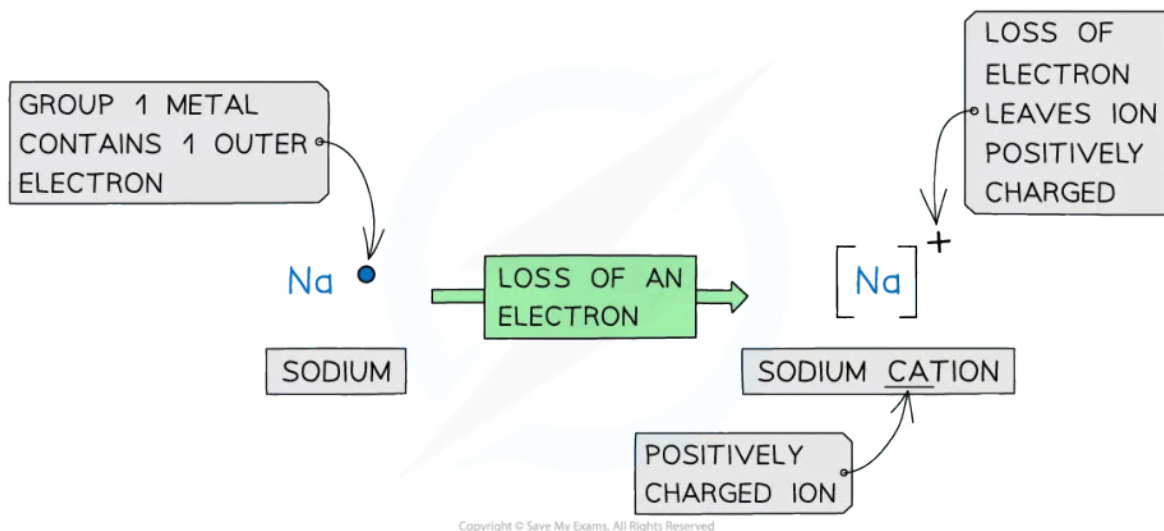 GROUP 1 METAL
CONTAINS 1 OUTER
ELECTRON
LOSS OF
ELECTRON
LEAVES ION
POSITIVELY
CHARGED
Na
LOSS OF AN
ELECTRON
[Na]+
SODIUM
SODIUM CATION
POSITIVELY
CHARGED ION
Copyright © Save My Exams. All Rights Reserved